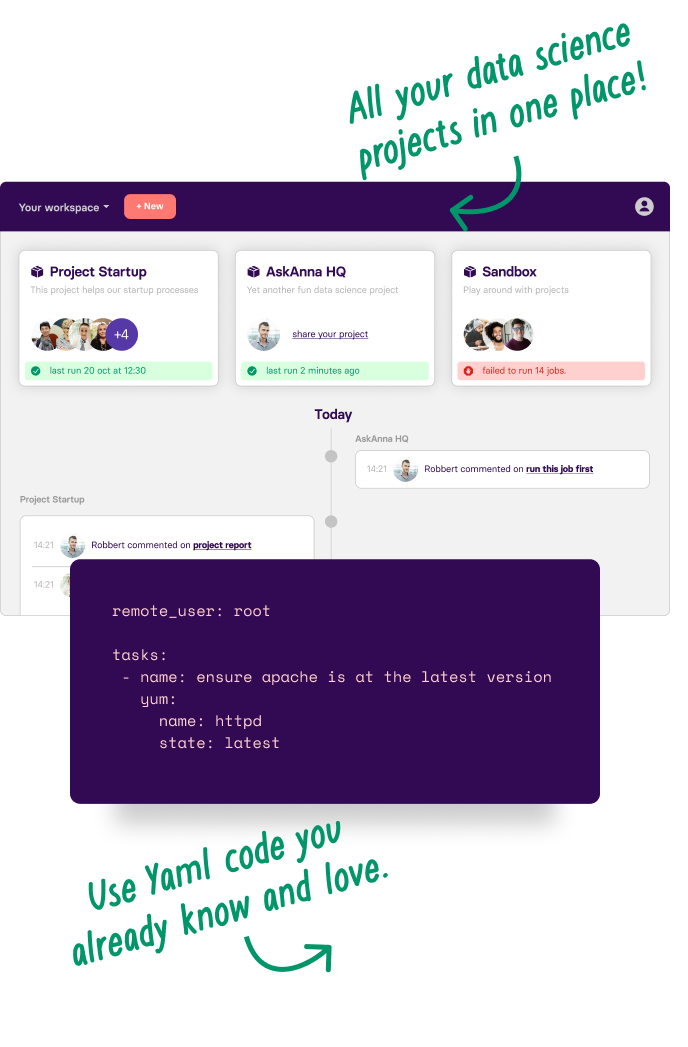 All your data science
projects in one place!
Your workspace
+ New
Project Startup
This project helps our startup processes
+4
last run 20 oct at 12:30
AskAnna HQ
Yet another fun data science project
share your project
last run 2 minutes ago
Sandbox
Play around with projects
failed to run 14 jobs.
Today
AskAnna HQ
14:21 Robbert commented on run this job first
Project Startup
14:21 Robbert commented on project report
14:21
remote_user: root
tasks:
- name: ensure apache is at the latest version
yum:
name: httpd
state: latest
Use Yaml code you
already know and love.